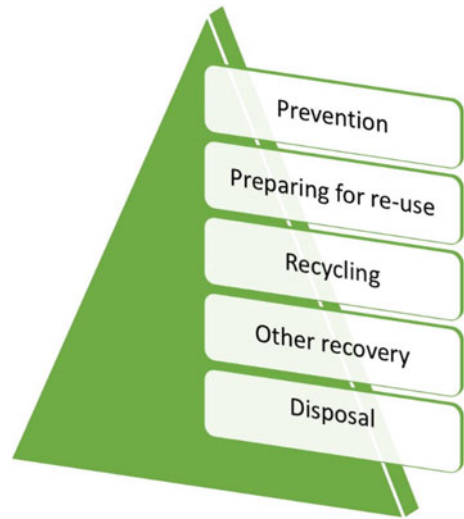 Prevention
Preparing for re-use
Recycling
Other recovery
Disposal